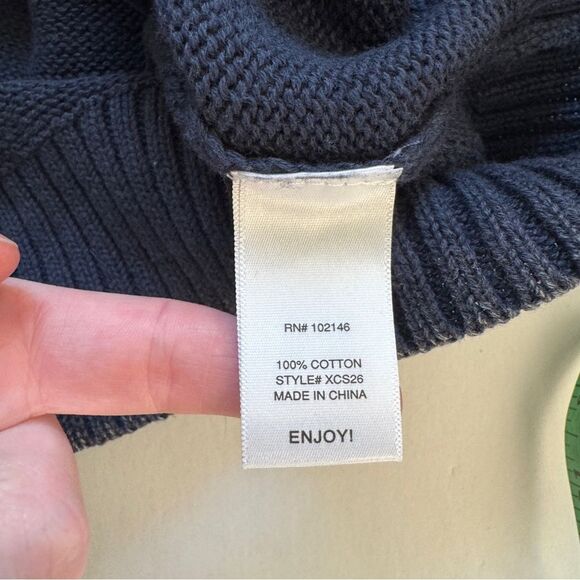 RN# 102146
100% COTTON
STYLE# XCS26
MADE IN CHINA
ENJOY!